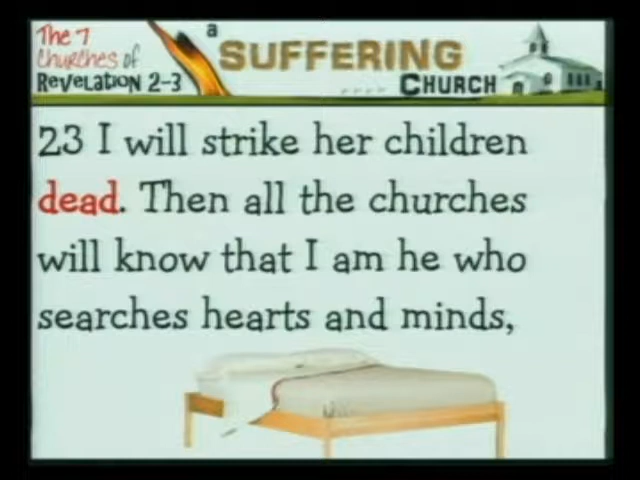 The 7
Churches of
Revelation 2-3
a
SUFFERING
CHURCH
23 I will strike her children
dead. Then all the churches
will know that I am he who
searches hearts and minds,